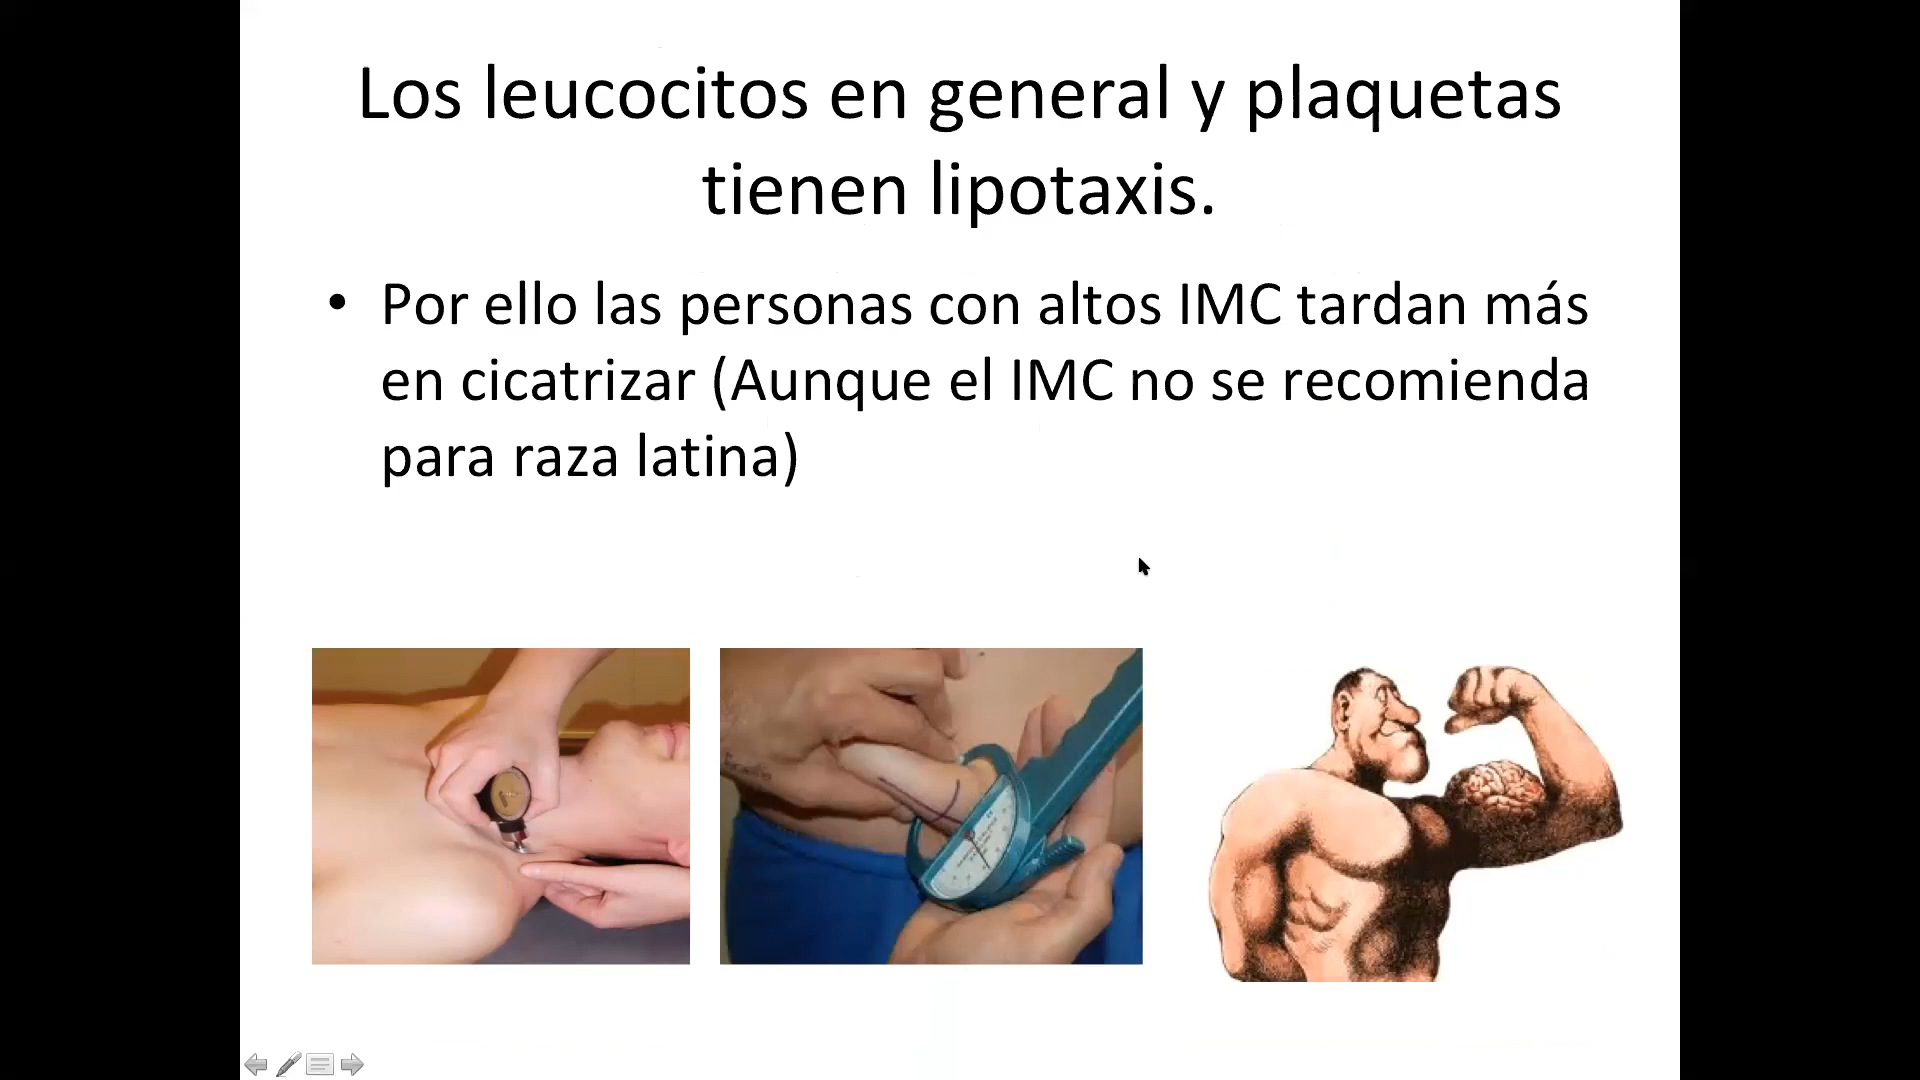 Los leucocitos en general y plaquetas
tienen lipotaxis.
• Por ello las personas con altos IMC tardan más
en cicatrizar (Aunque el IMC no se recomienda
para raza latina)